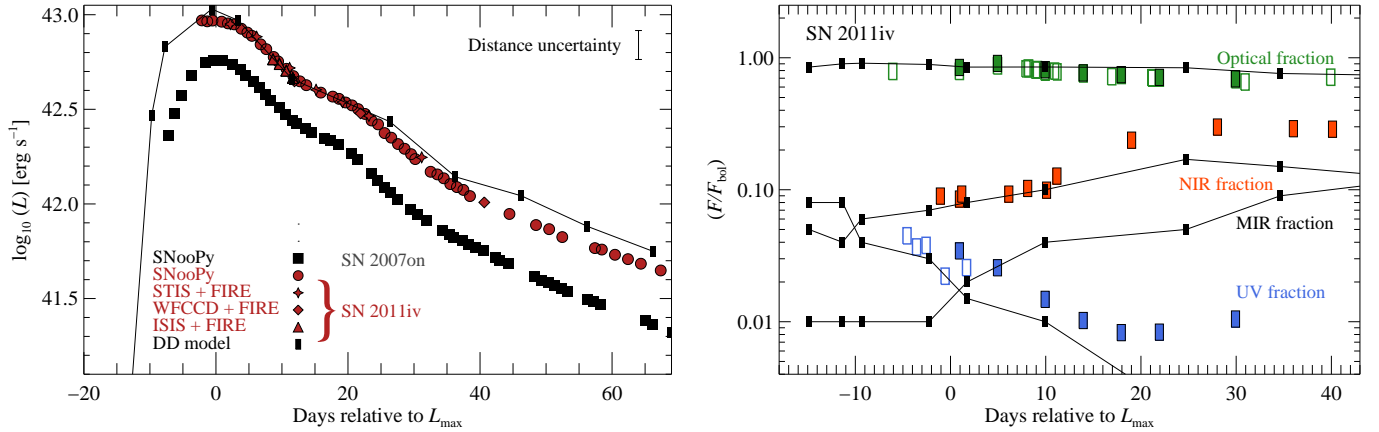 43.0
42.5
42.0
41.5
log₁₀ (L) [erg s⁻¹]
Distance uncertainty
SNooPy SN 2007on
SNooPy
STIS + FIRE
WFCCD + FIRE } SN 2011iv
ISIS + FIRE
DD model
−20 0 20 40 60
Days relative to L_max
SN 2011iv
1.00
0.10
0.01
(F/F_bol)
Optical fraction
NIR fraction
MIR fraction
UV fraction
−10 0 10 20 30 40
Days relative to L_max